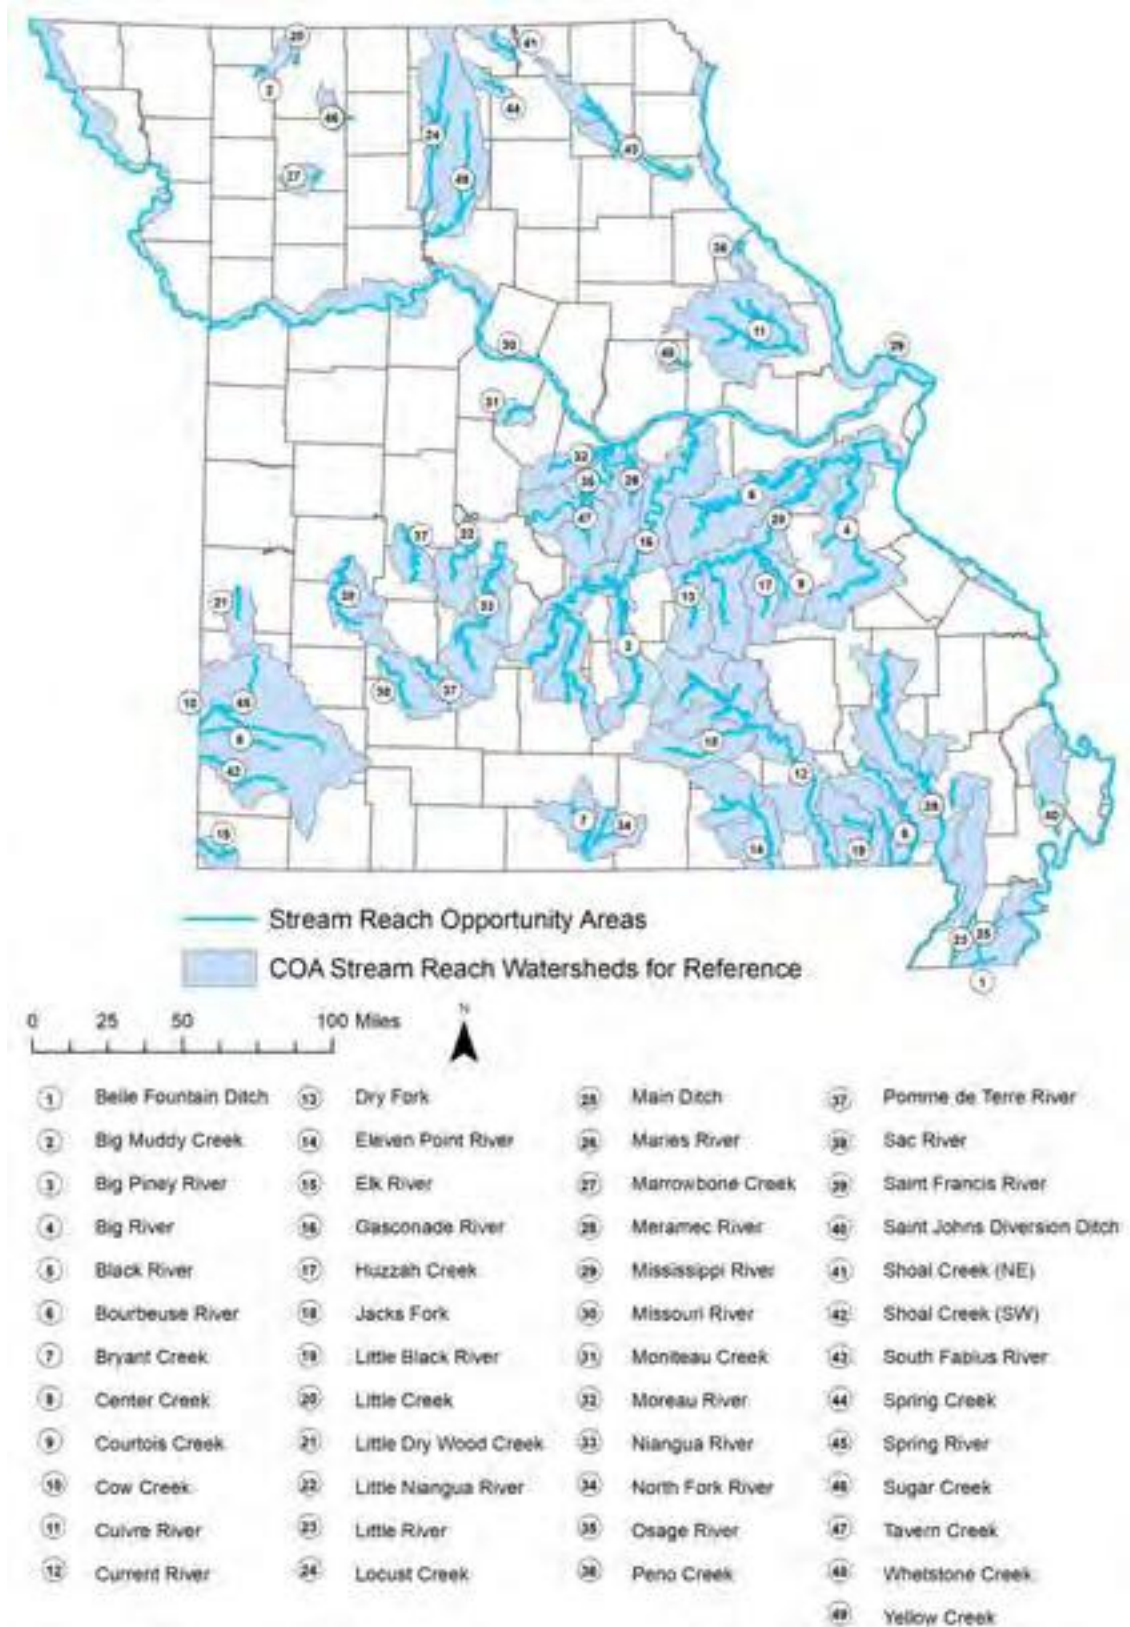 Stream Reach Opportunity Areas
COA Stream Reach Watersheds for Reference
0 25 50 100 Miles
N
1 Belle Fountain Ditch
2 Big Muddy Creek
3 Big Piney River
4 Big River
5 Black River
6 Bourbeuse River
7 Bryant Creek
8 Center Creek
9 Courtois Creek
10 Cow Creek
11 Cuivre River
12 Current River
13 Dry Fork
14 Eleven Point River
15 Elk River
16 Gasconade River
17 Huzzah Creek
18 Jacks Fork
19 Little Black River
20 Little Creek
21 Little Dry Wood Creek
22 Little Niangua River
23 Little River
24 Locust Creek
25 Main Ditch
26 Maries River
27 Marrowbone Creek
28 Meramec River
29 Mississippi River
30 Missouri River
31 Moniteau Creek
32 Moreau River
33 Niangua River
34 North Fork River
35 Osage River
36 Peno Creek
37 Pomme de Terre River
38 Sac River
39 Saint Francis River
40 Saint Johns Diversion Ditch
41 Shoal Creek (NE)
42 Shoal Creek (SW)
43 South Fabius River
44 Spring Creek
45 Spring River
46 Sugar Creek
47 Tavern Creek
48 Whetstone Creek
49 Yellow Creek